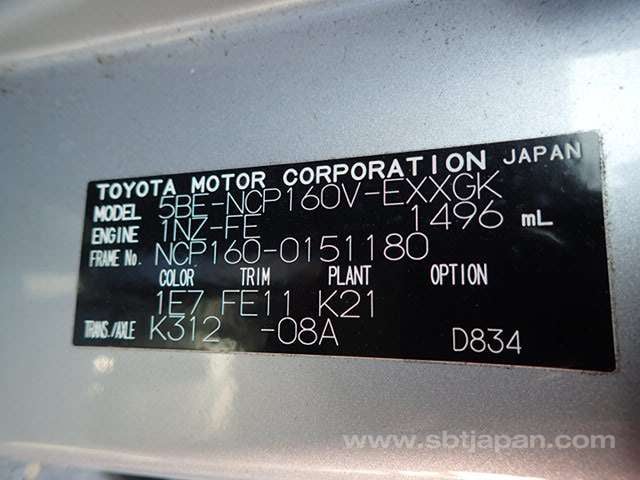 TOYOTA MOTOR CORPORATION JAPAN
MODEL 5BE-NCP160V-EXXGK
ENGINE 1NZ-FE 1496 mL
FRAME No. NCP160-0151180
COLOR TRIM PLANT OPTION
1E7 FE11 K21
TRANS./AXLE K312 -08A D834
www.sbtjapan.com